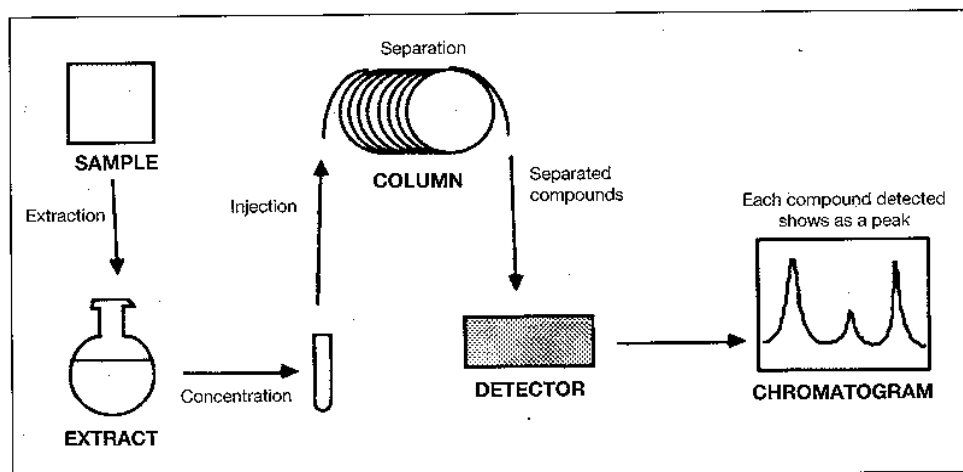 SAMPLE
Extraction
EXTRACT
Concentration
Injection
Separation
COLUMN
Separated
compounds
DETECTOR
Each compound detected
shows as a peak
CHROMATOGRAM